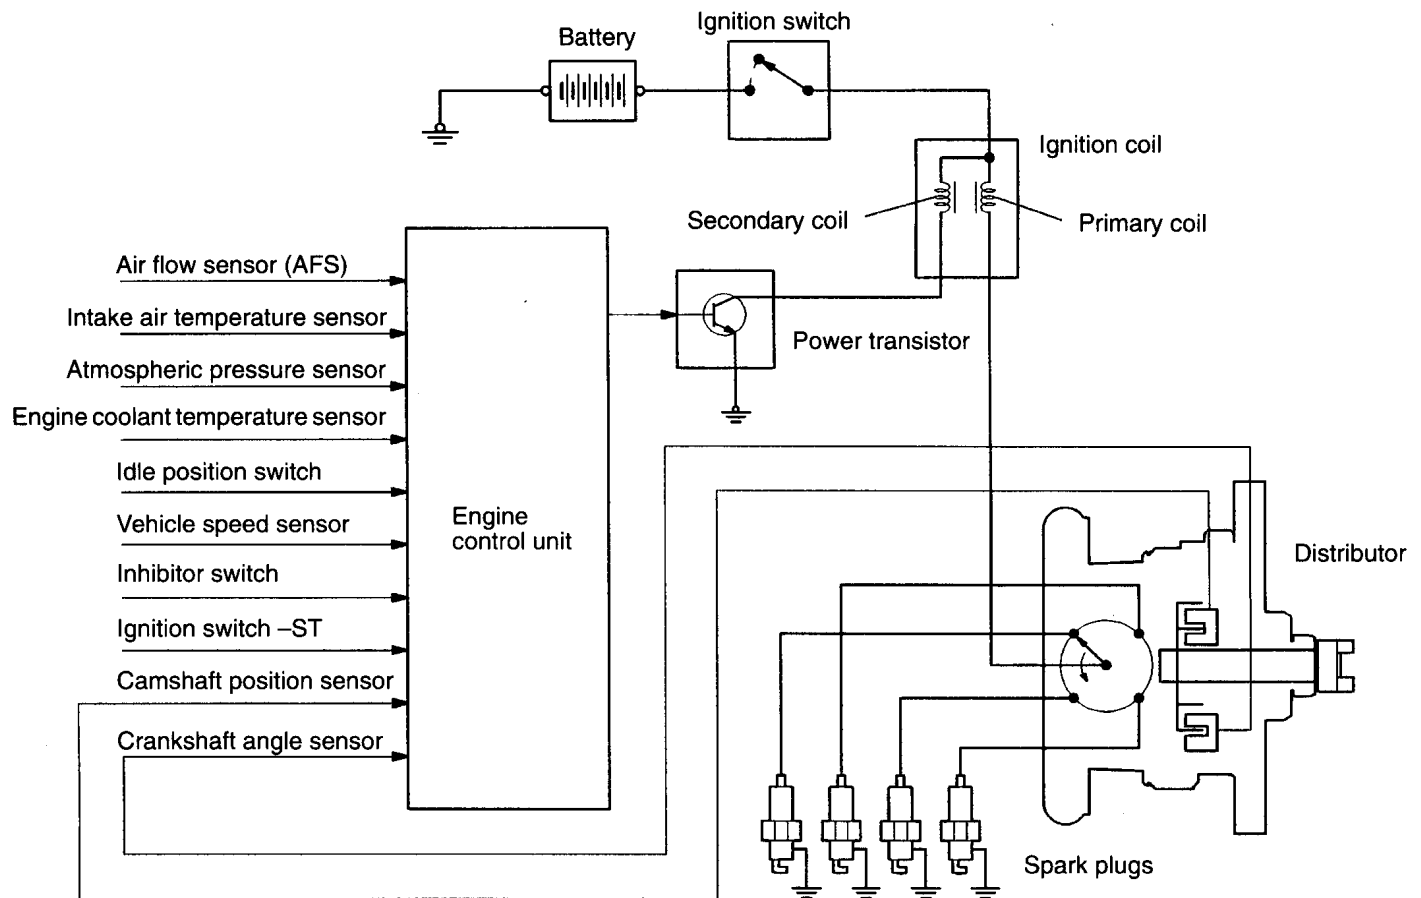 Ignition switch
Battery
Ignition coil
Secondary coil
Primary coil
Air flow sensor (AFS)
Intake air temperature sensor
Power transistor
Atmospheric pressure sensor
Engine coolant temperature sensor
Idle position switch
Engine
control unit
Vehicle speed sensor
Distributor
Inhibitor switch
Ignition switch –ST
Camshaft position sensor
Crankshaft angle sensor
Spark plugs